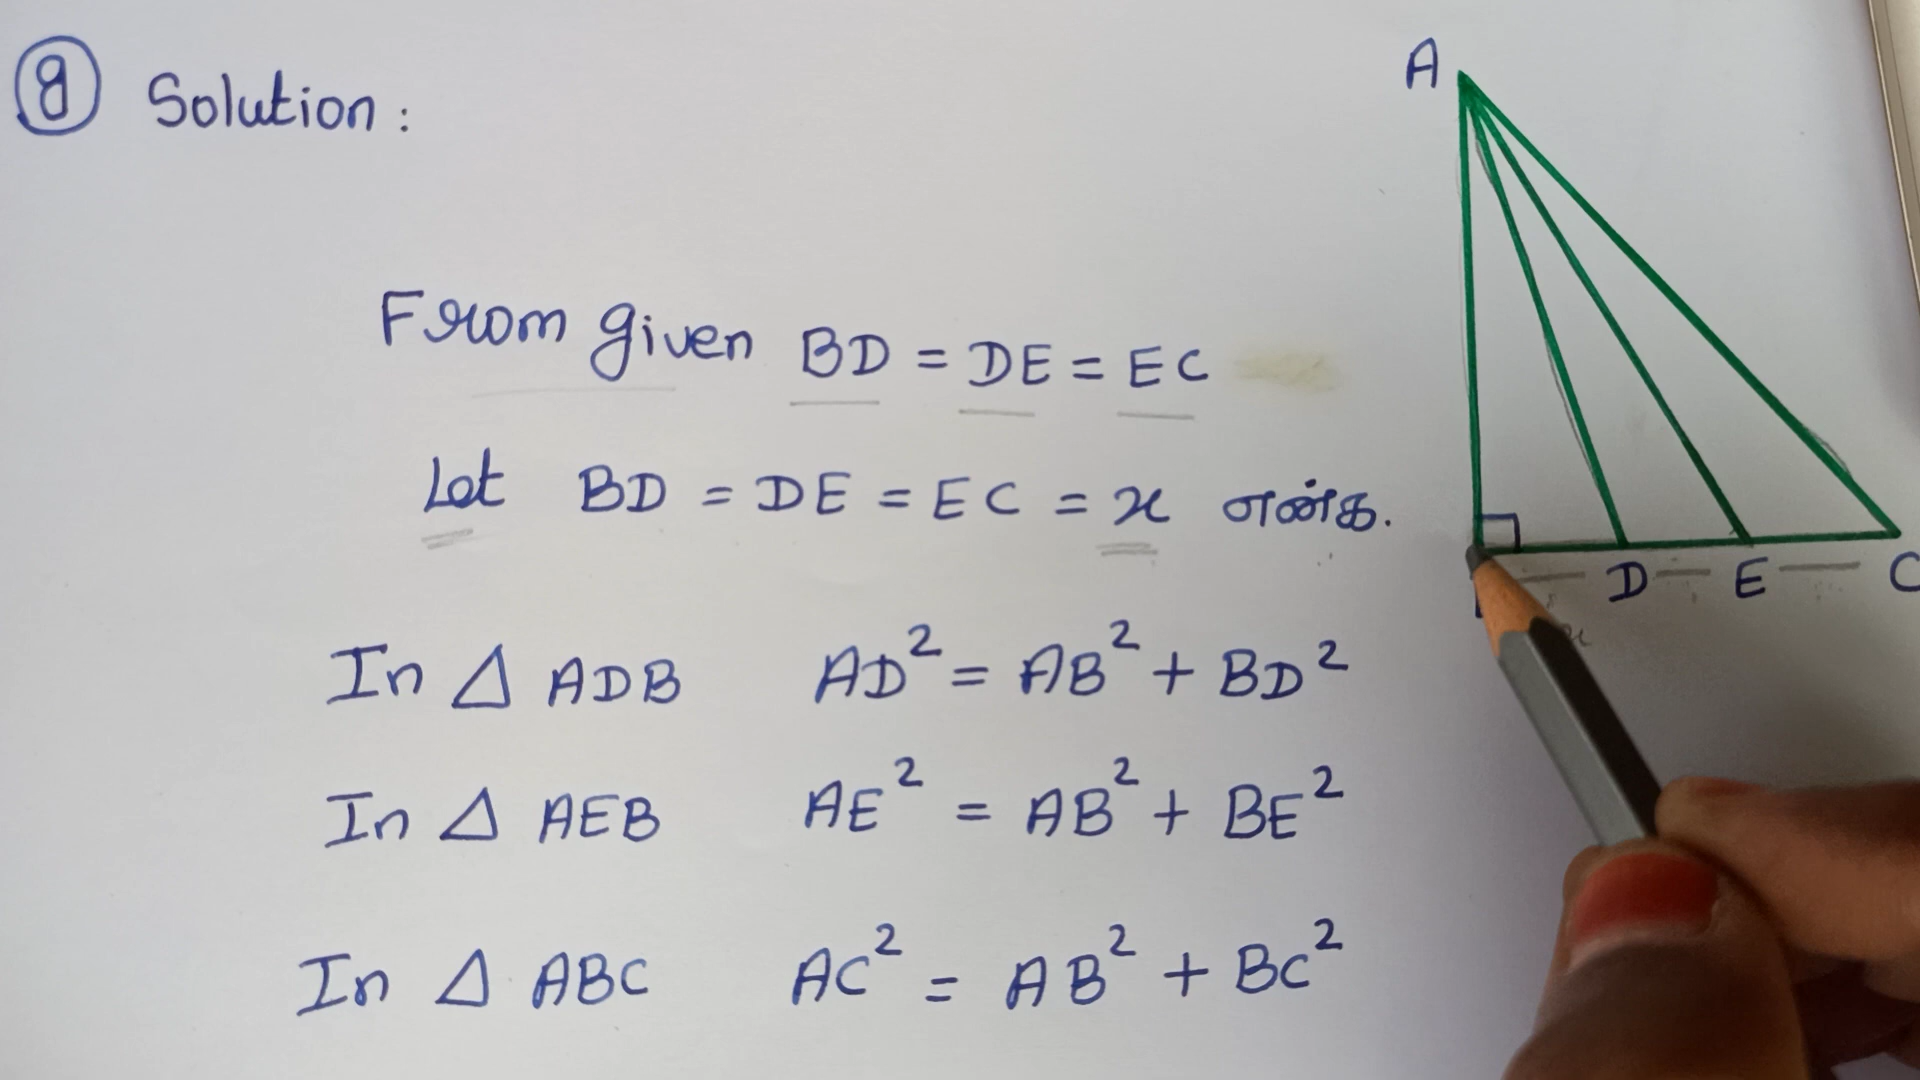 8 Solution :
From given BD = DE = EC
Let BD = DE = EC = x என்க.
In △ ADB AD² = AB² + BD²
In △ AEB AE² = AB² + BE²
In △ ABC AC² = AB² + BC²
A
D E C
x